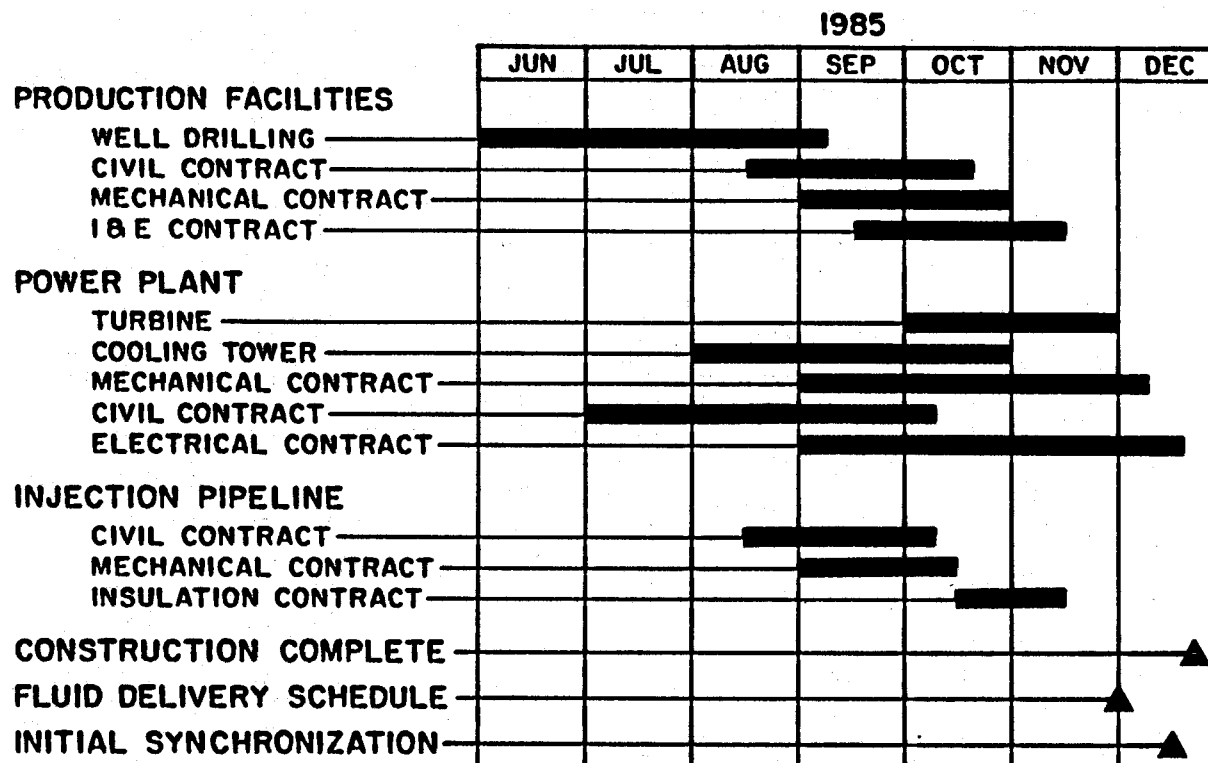 1985
JUN JUL AUG SEP OCT NOV DEC
PRODUCTION FACILITIES
WELL DRILLING
CIVIL CONTRACT
MECHANICAL CONTRACT
I & E CONTRACT
POWER PLANT
TURBINE
COOLING TOWER
MECHANICAL CONTRACT
CIVIL CONTRACT
ELECTRICAL CONTRACT
INJECTION PIPELINE
CIVIL CONTRACT
MECHANICAL CONTRACT
INSULATION CONTRACT
CONSTRUCTION COMPLETE
FLUID DELIVERY SCHEDULE
INITIAL SYNCHRONIZATION